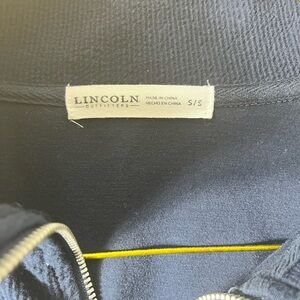 LINCOLN
OUTFITTERS
MADE IN CHINA
HECHO EN CHINA
S/S